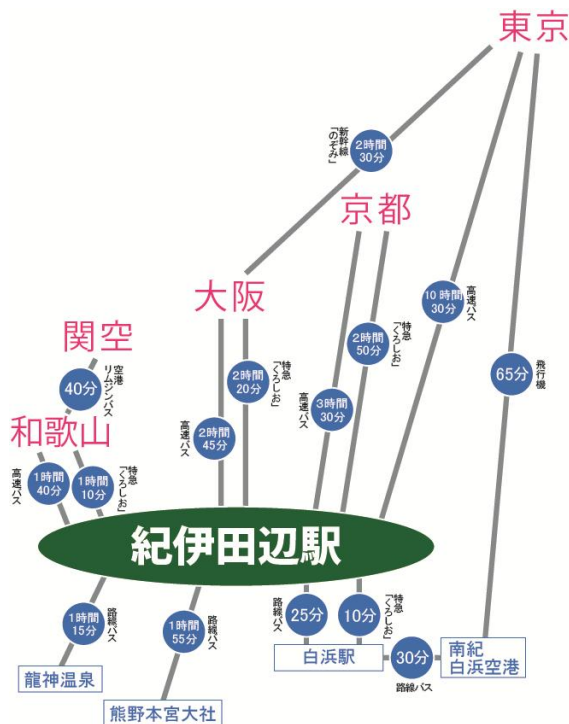 東京
新幹線
「のぞみ」
2時間
30分
京都
大阪
10時間
30分
高速バス
2時間
50分
特急
「くろしお」
関空
65分
飛行機
40分
空港
リムジンバス
2時間
20分
特急
「くろしお」
3時間
30分
高速バス
和歌山
2時間
45分
高速バス
高速バス
1時間
40分
1時間
10分
特急
「くろしお」
紀伊田辺駅
1時間
15分
路線バス
1時間
55分
路線バス
路線バス
25分
10分
特急
「くろしお」
白浜駅
30分
路線バス
南紀
白浜空港
龍神温泉
熊野本宮大社